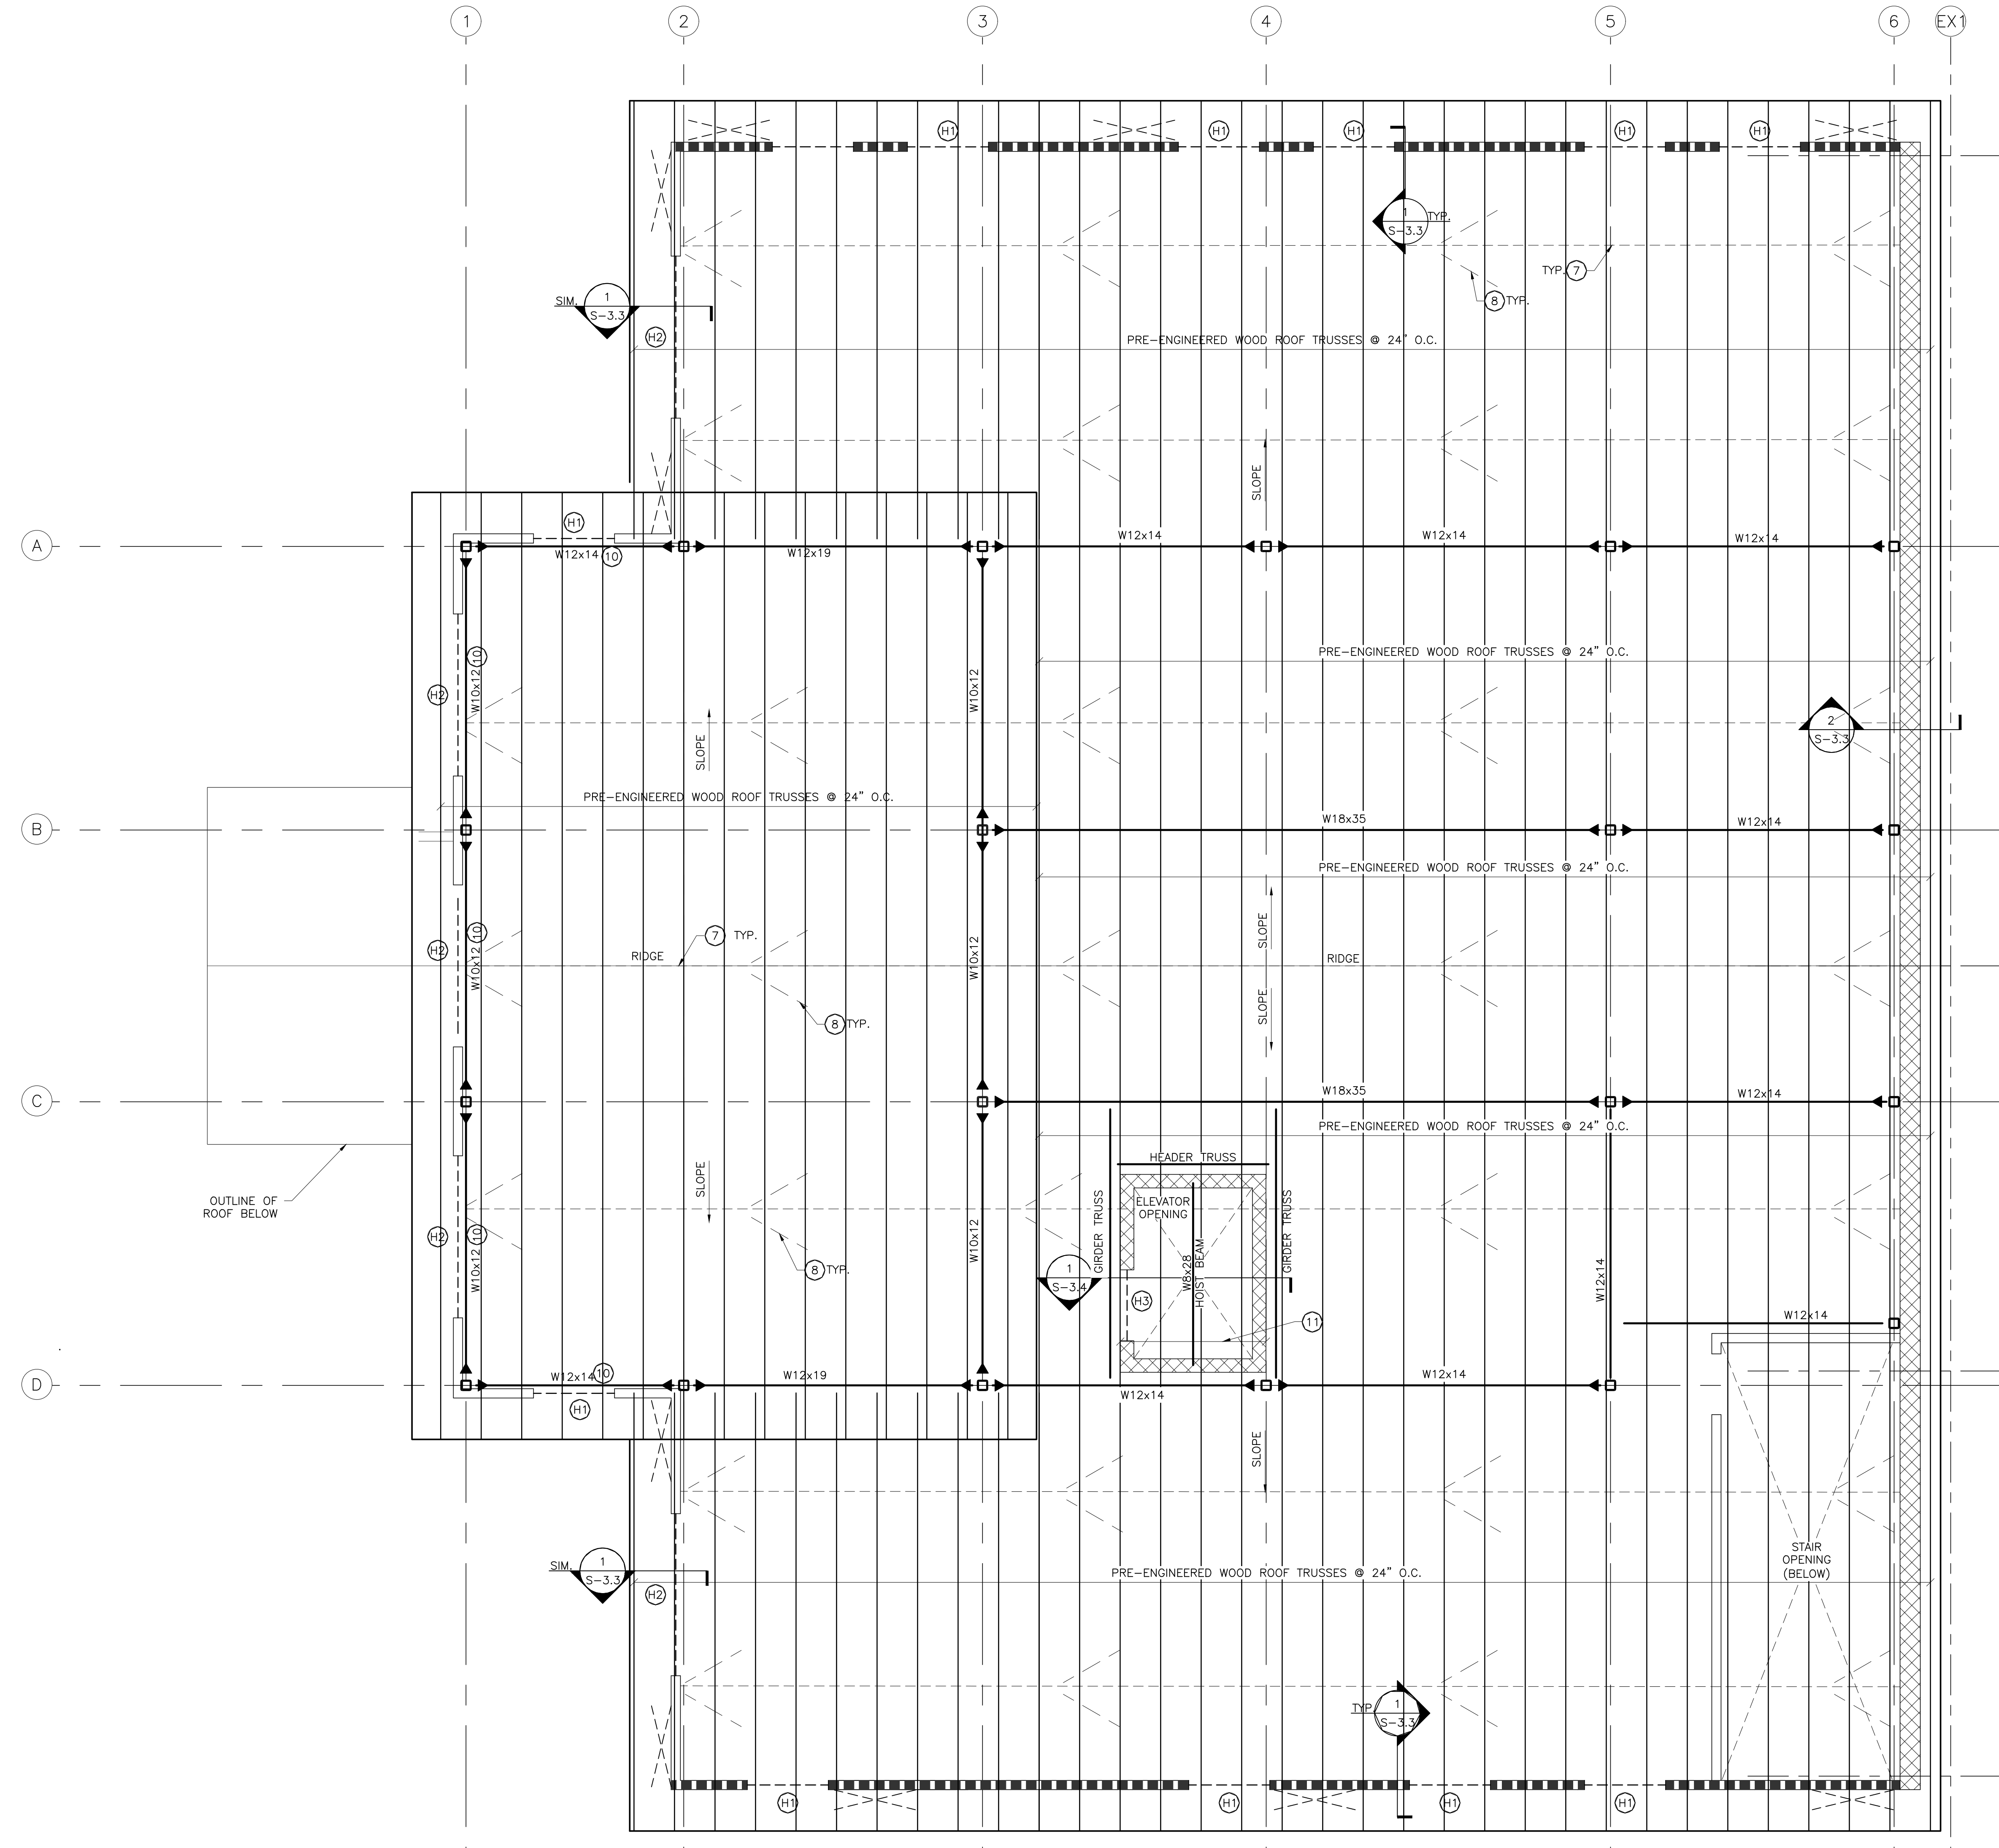 1 2 3 4 5 6 EX1
H1 H1 H1 H1 H1
1
S-3.3
TYP.
TYP. 7
8 TYP.
SIM.
1
S-3.3
H2
PRE-ENGINEERED WOOD ROOF TRUSSES @ 24" O.C.
SLOPE
H1
A
W12x14 10
W12x19
W12x14
W12x14
W12x14
PRE-ENGINEERED WOOD ROOF TRUSSES @ 24" O.C.
H2
W10x12 10
W10x12
SLOPE
2
S-3.3
PRE-ENGINEERED WOOD ROOF TRUSSES @ 24" O.C.
B
W18x35
W12x14
PRE-ENGINEERED WOOD ROOF TRUSSES @ 24" O.C.
H2
W10x12 10
7 TYP.
W10x12
SLOPE
RIDGE
RIDGE
SLOPE
8 TYP.
C
W18x35
W12x14
PRE-ENGINEERED WOOD ROOF TRUSSES @ 24" O.C.
HEADER TRUSS
OUTLINE OF
ROOF BELOW
SLOPE
ELEVATOR
OPENING
GIRDER TRUSS
GIRDER TRUSS
H2
W10x12 10
W10x12
8 TYP.
1
S-3.4
H3
W8x28
HOIST BEAM
11
W12x14
W12x14
D
W12x14 10
W12x19
W12x14
W12x14
H1
SLOPE
SIM.
1
S-3.3
H2
PRE-ENGINEERED WOOD ROOF TRUSSES @ 24" O.C.
STAIR
OPENING
(BELOW)
TYP.
1
S-3.3
H1 H1 H1 H1